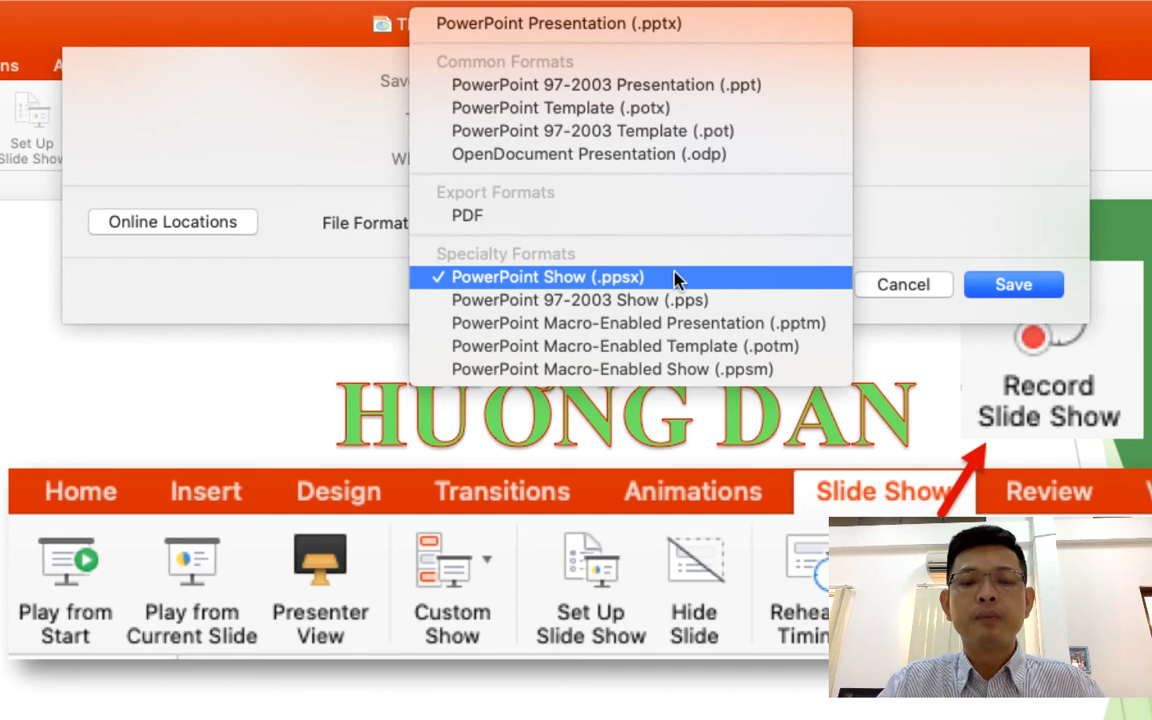 PowerPoint Presentation (.pptx)
Common Formats
PowerPoint 97-2003 Presentation (.ppt)
PowerPoint Template (.potx)
PowerPoint 97-2003 Template (.pot)
OpenDocument Presentation (.odp)
Export Formats
PDF
Specialty Formats
PowerPoint Show (.ppsx)
PowerPoint 97-2003 Show (.pps)
PowerPoint Macro-Enabled Presentation (.pptm)
PowerPoint Macro-Enabled Template (.potm)
PowerPoint Macro-Enabled Show (.ppsm)
Set Up
Slide Show
Online Locations
File Format
Cancel
Save
Record
Slide Show
HƯỚNG DẪN
Home Insert Design Transitions Animations Slide Show Review
Play from
Start
Play from
Current Slide
Presenter
View
Custom
Show
Set Up
Slide Show
Hide
Slide